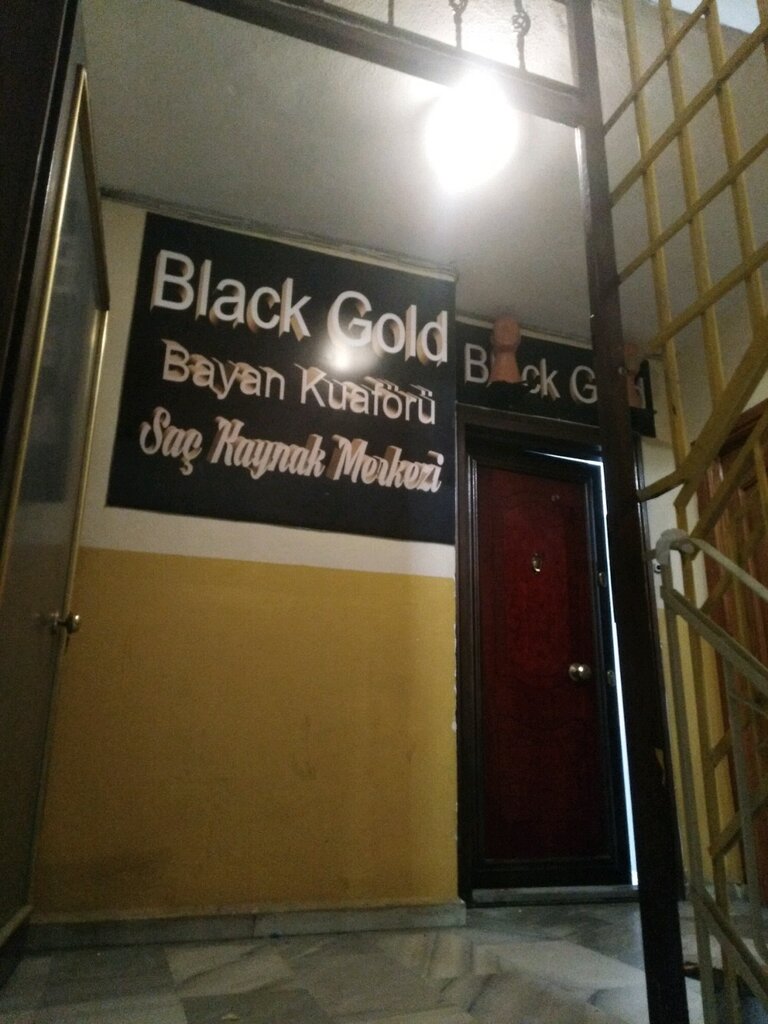 Black Gold
Bayan Kuaförü
Saç Kaynak Merkezi